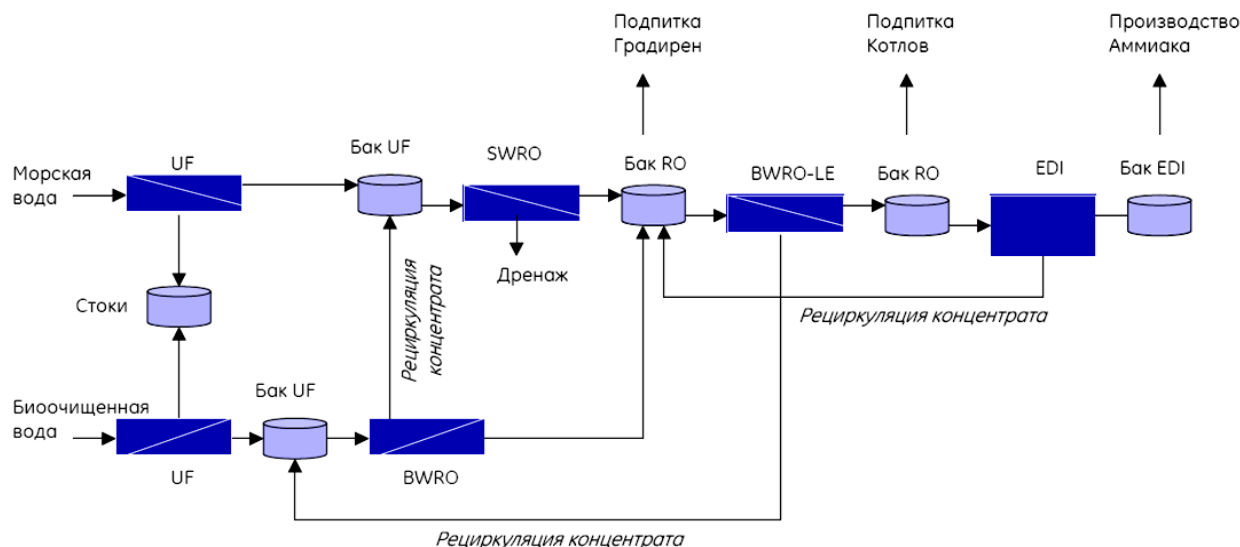 Подпитка
Градирен
Подпитка
Котлов
Производство
Аммиака
Морская
вода
UF
Бак UF
SWRO
Бак RO
BWRO-LE
Бак RO
EDI
Бак EDI
Дренаж
Стоки
Рециркуляция
концентрата
Рециркуляция концентрата
Биоочищенная
вода
Бак UF
UF
BWRO
Рециркуляция концентрата